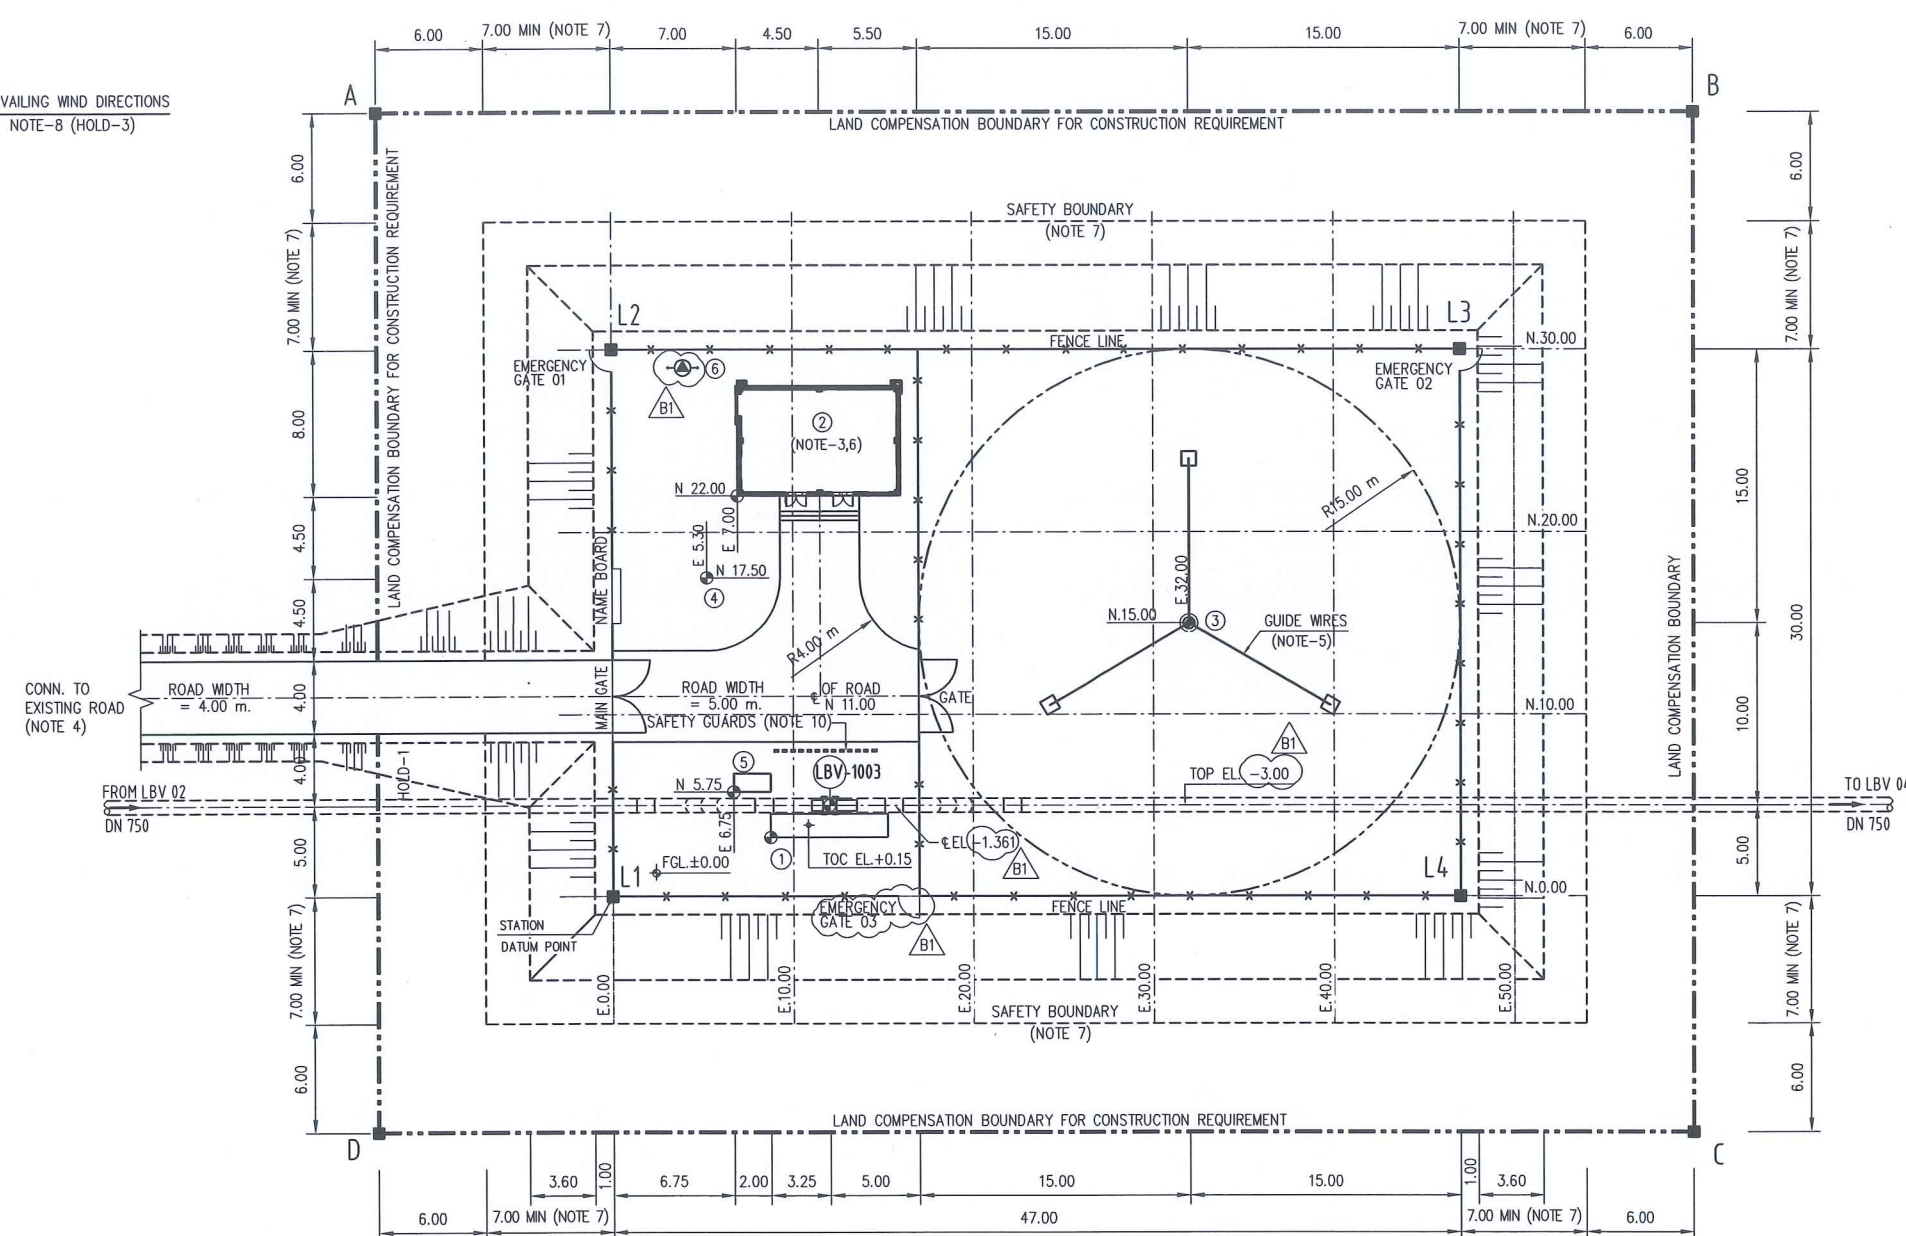 6.00
7.00 MIN (NOTE 7)
7.00
4.50
5.50
15.00
15.00
7.00 MIN (NOTE 7)
6.00
A
B
VAILING WIND DIRECTIONS
NOTE-8 (HOLD-3)
LAND COMPENSATION BOUNDARY FOR CONSTRUCTION REQUIREMENT
LAND COMPENSATION BOUNDARY FOR CONSTRUCTION REQUIREMENT
6.00
7.00 MIN (NOTE 7)
8.00
4.50
4.50
4.00
4.00
5.00
7.00 MIN (NOTE 7)
6.00
SAFETY BOUNDARY
(NOTE 7)
L2
L3
FENCE LINE
N.30.00
EMERGENCY
GATE 01
6
B1
EMERGENCY
GATE 02
2
(NOTE-3,6)
N 22.00
E 7.00
E 5.30
N 17.50
4
NAME BOARD
R15.00 m
N.20.00
E.32.00
N.15.00
3
GUIDE WIRES
(NOTE-5)
R4.00 m
CONN. TO
EXISTING ROAD
(NOTE 4)
ROAD WIDTH
= 4.00 m.
MAIN GATE
ROAD WIDTH
= 5.00 m.
℄ OF ROAD
N 11.00
GATE
N.10.00
SAFETY GUARDS (NOTE 10)
B1
HOLD-1
5
LBV-1003
N 5.75
E 6.75
TOP EL. -3.00
FROM LBV 02
DN 750
TO LBV 04
DN 750
℄ EL -1.361
B1
1
TOC EL.+0.15
FGL.±0.00
L1
L4
N.0.00
EMERGENCY
GATE 03
B1
FENCE LINE
STATION
DATUM POINT
E.0.00
E.10.00
E.20.00
E.30.00
E.40.00
E.50.00
SAFETY BOUNDARY
(NOTE 7)
LAND COMPENSATION BOUNDARY
6.00
7.00 MIN (NOTE 7)
15.00
30.00
10.00
5.00
7.00 MIN (NOTE 7)
6.00
LAND COMPENSATION BOUNDARY FOR CONSTRUCTION REQUIREMENT
D
C
3.60
1.00
6.75
2.00
3.25
5.00
15.00
15.00
1.00
3.60
6.00
7.00 MIN (NOTE 7)
47.00
7.00 MIN (NOTE 7)
6.00